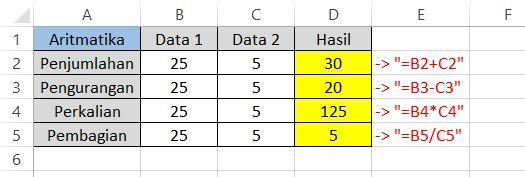 A B C D E F
1 Aritmatika Data 1 Data 2 Hasil
2 Penjumlahan 25 5 30 -> "=B2+C2"
3 Pengurangan 25 5 20 -> "=B3-C3"
4 Perkalian 25 5 125 -> "=B4*C4"
5 Pembagian 25 5 5 -> "=B5/C5"
6